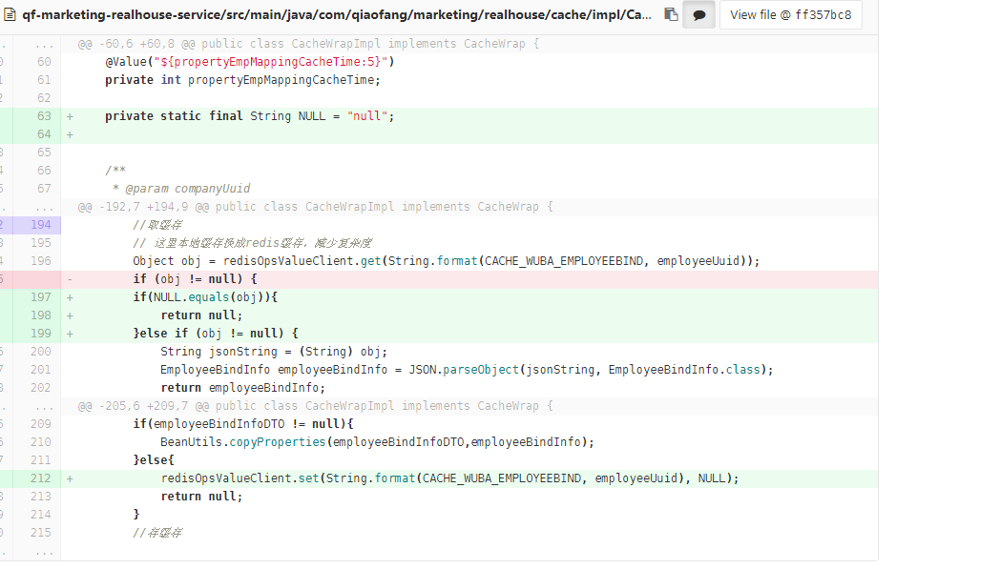 qf-marketing-realhouse-service/src/main/java/com/qiaofang/marketing/realhouse/cache/impl/Ca... View file @ ff357bc8
... @@ -60,6 +60,8 @@ public class CacheWrapImpl implements CacheWrap {
60 @Value("${propertyEmpMappingCacheTime:5}")
61 private int propertyEmpMappingCacheTime;
62
63 + private static final String NULL = "null";
64 +
65
66 /**
67 * @param companyUuid
... @@ -192,7 +194,9 @@ public class CacheWrapImpl implements CacheWrap {
194 //取缓存
195 // 这里本地缓存换成redis缓存，减少复杂度
196 Object obj = redisOpsValueClient.get(String.format(CACHE_WUBA_EMPLOYEEBIND, employeeUuid));
- if (obj != null) {
197 + if(NULL.equals(obj)){
198 + return null;
199 + }else if (obj != null) {
200 String jsonString = (String) obj;
201 EmployeeBindInfo employeeBindInfo = JSON.parseObject(jsonString, EmployeeBindInfo.class);
202 return employeeBindInfo;
... @@ -205,6 +209,7 @@ public class CacheWrapImpl implements CacheWrap {
209 if(employeeBindInfoDTO != null){
210 BeanUtils.copyProperties(employeeBindInfoDTO,employeeBindInfo);
211 }else{
212 + redisOpsValueClient.set(String.format(CACHE_WUBA_EMPLOYEEBIND, employeeUuid), NULL);
213 return null;
214 }
215 //存缓存
...